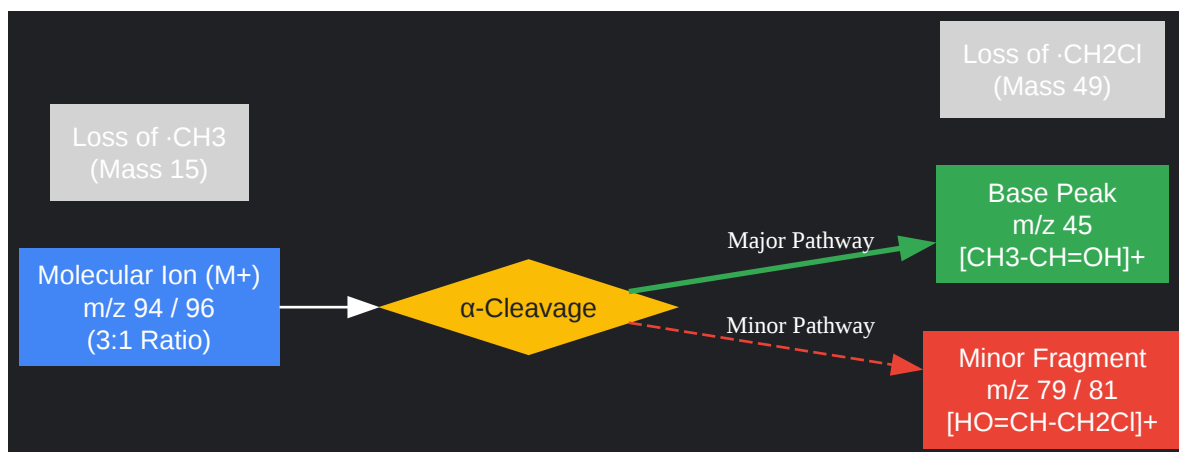 Loss of ·CH3
(Mass 15)
Molecular Ion (M+)
m/z 94 / 96
(3:1 Ratio)
α-Cleavage
Major Pathway
Minor Pathway
Loss of ·CH2Cl
(Mass 49)
Base Peak
m/z 45
[CH3-CH=OH]+
Minor Fragment
m/z 79 / 81
[HO=CH-CH2Cl]+